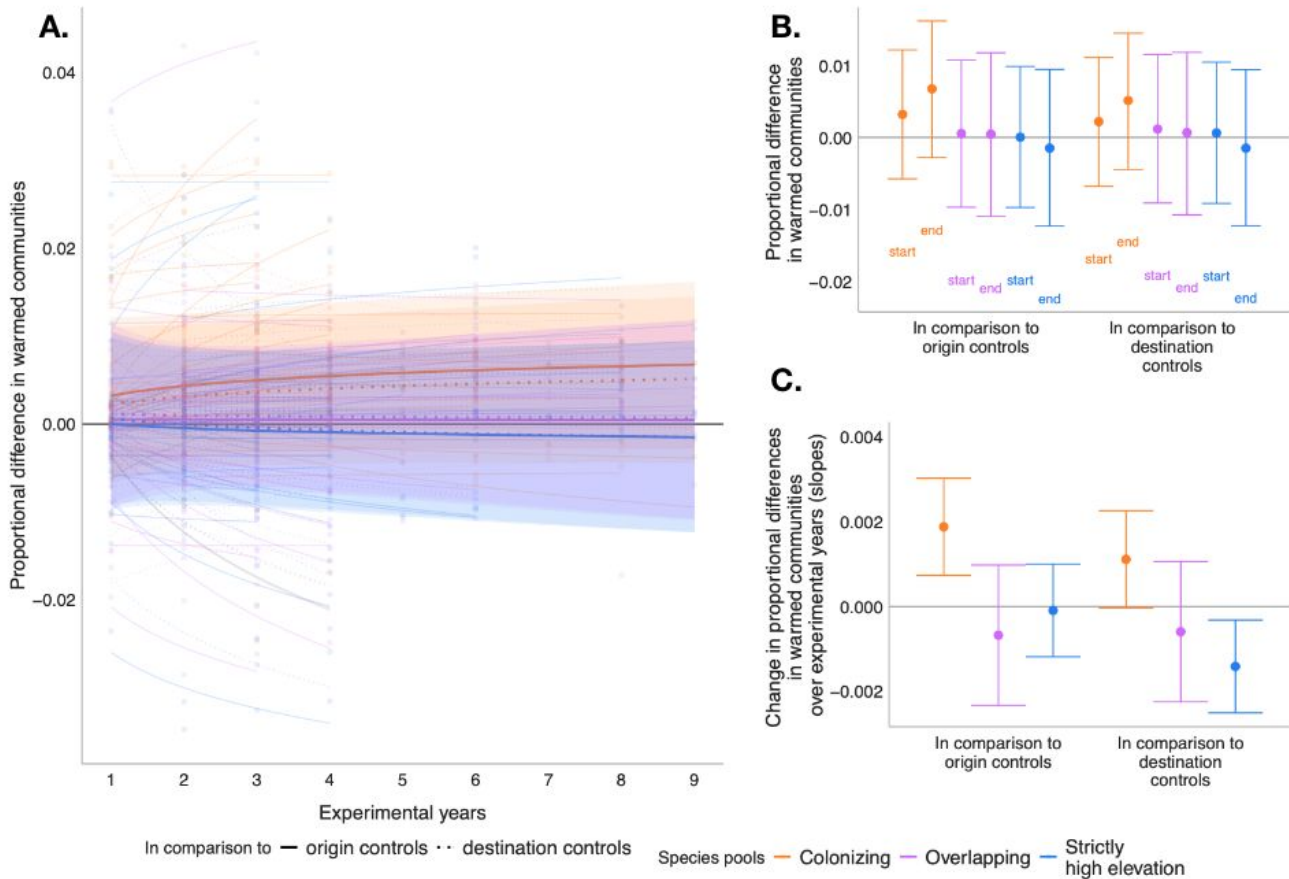 A.
0.04
0.02
0.00
−0.02
Proportional difference in warmed communities
1 2 3 4 5 6 7 8 9
Experimental years
B.
0.01
0.00
−0.01
−0.02
Proportional difference
in warmed communities
start end start end start end
start end start end start end
In comparison to
origin controls
In comparison to
destination controls
C.
0.004
0.002
0.000
−0.002
Change in proportional differences
in warmed communities
over experimental years (slopes)
In comparison to
origin controls
In comparison to
destination
controls
In comparison to origin controls destination controls
Species pools Colonizing Overlapping Strictly
high elevation